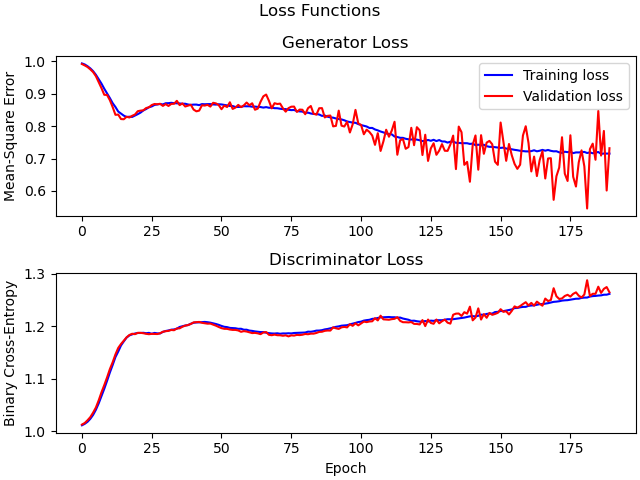 Loss Functions
Generator Loss
Mean-Square Error
1.0
0.9
0.8
0.7
0.6
Training loss
Validation loss
0 25 50 75 100 125 150 175
Discriminator Loss
Binary Cross-Entropy
1.3
1.2
1.1
1.0
0 25 50 75 100 125 150 175
Epoch